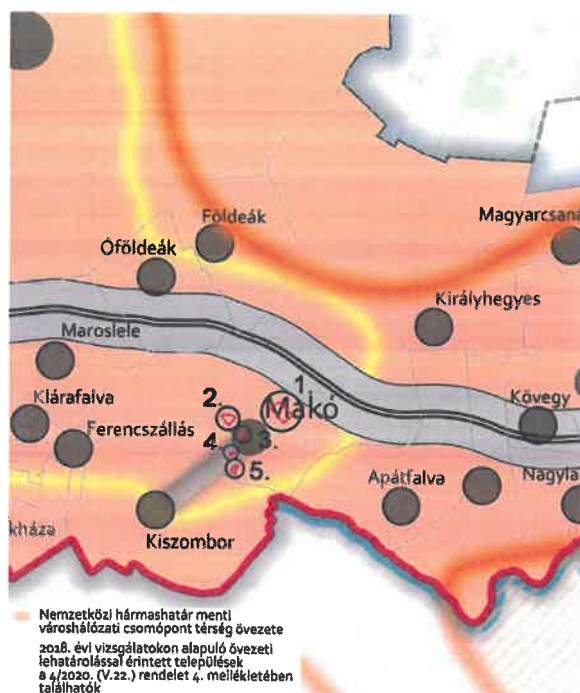 Földeák
Magyarcsana
Óföldeák
Királyhegyes
Maroslele
1.
Klárafalva
2.
Makó
Kövegy
Ferencszállás
3.
4.
5.
Apátfalva
Nagyla
kháza
Kiszombor
Nemzetközi hármashatár menti
városhálózati csomópont térség övezete
2018. évi vizsgálatokon alapuló övezeti
lehatárolással érintett települések
a 4/2020. (V.22.) rendelet 4. mellékletében
találhatók